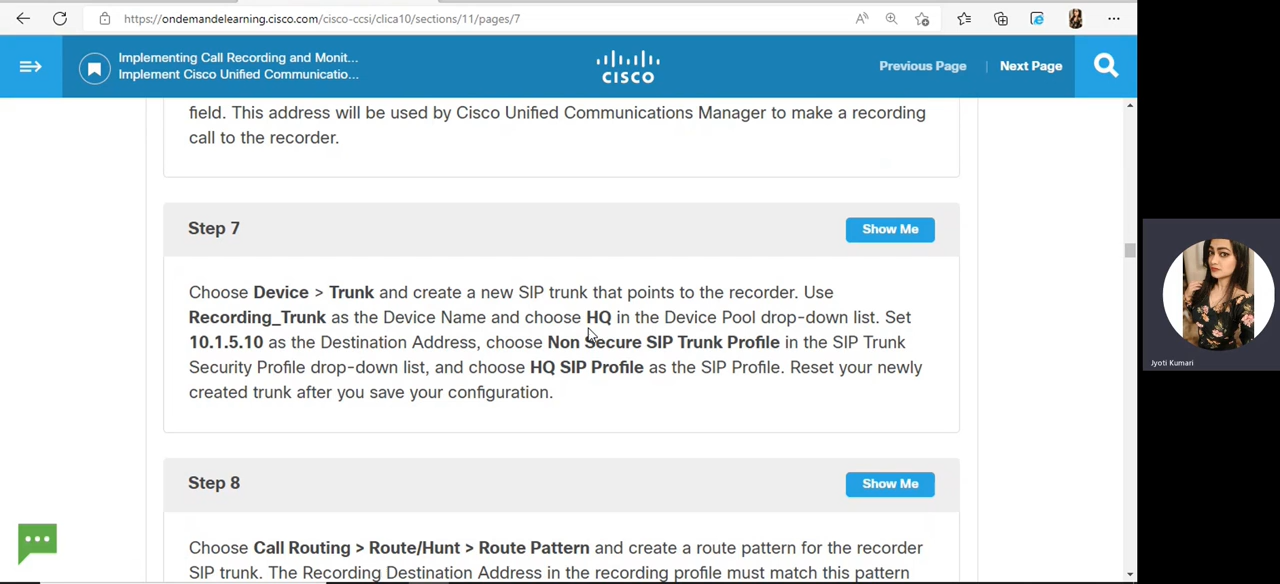 https://ondemandelearning.cisco.com/cisco-ccsi/clica10/sections/11/pages/7
Implementing Call Recording and Monit...
Implement Cisco Unified Communicatio...
CISCO
Previous Page | Next Page
field. This address will be used by Cisco Unified Communications Manager to make a recording
call to the recorder.
Step 7
Show Me
Choose Device > Trunk and create a new SIP trunk that points to the recorder. Use
Recording_Trunk as the Device Name and choose HQ in the Device Pool drop-down list. Set
10.1.5.10 as the Destination Address, choose Non Secure SIP Trunk Profile in the SIP Trunk
Security Profile drop-down list, and choose HQ SIP Profile as the SIP Profile. Reset your newly
created trunk after you save your configuration.
Jyoti Kumari
Step 8
Show Me
Choose Call Routing > Route/Hunt > Route Pattern and create a route pattern for the recorder
SIP trunk. The Recording Destination Address in the recording profile must match this pattern